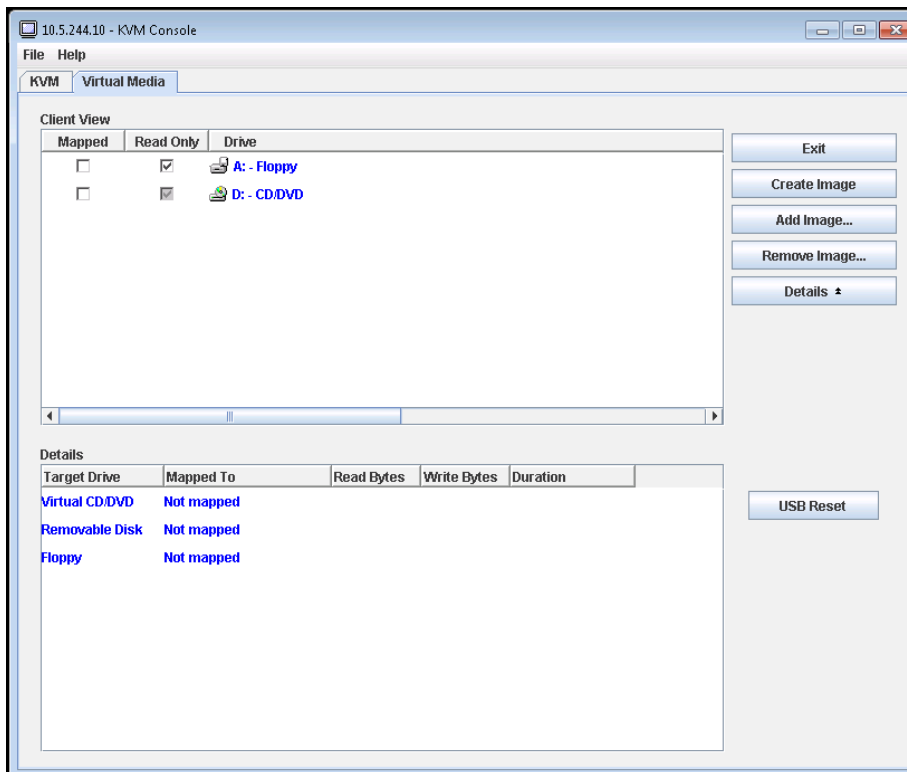 10.5.244.10 - KVM Console
File Help
KVM Virtual Media
Client View
Mapped Read Only Drive
A: - Floppy
D: - CD/DVD
Exit
Create Image
Add Image...
Remove Image...
Details
Details
Target Drive Mapped To Read Bytes Write Bytes Duration
Virtual CD/DVD Not mapped
Removable Disk Not mapped
Floppy Not mapped
USB Reset